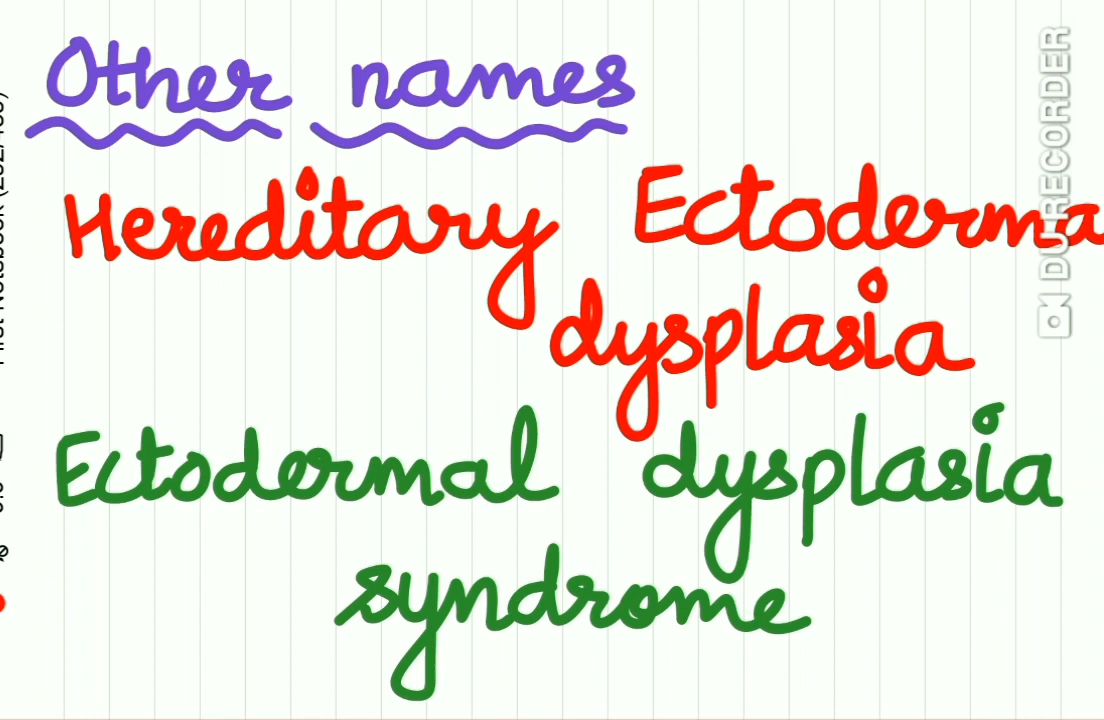 Other names
Hereditary Ectoderma
dysplasia
Ectodermal dysplasia
syndrome
DU RECORDER